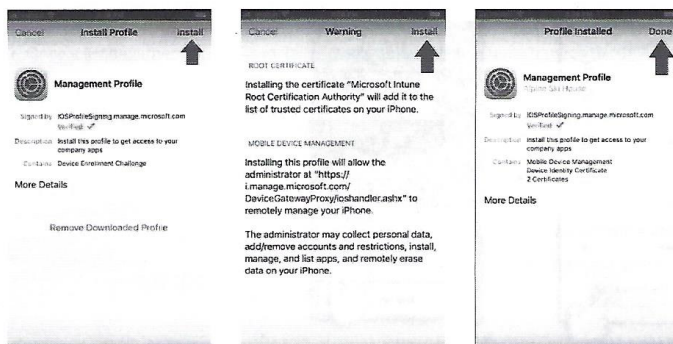 Cancel Install Profile Install
Management Profile
Signed by IOSProfileSigning.manage.microsoft.com
Verified ✓
Description Install this profile to get access to your
company apps
Contains Device Enrollment Challenge
More Details
Remove Downloaded Profile
Cancel Warning Install
ROOT CERTIFICATE
Installing the certificate "Microsoft Intune
Root Certification Authority" will add it to the
list of trusted certificates on your iPhone.
MOBILE DEVICE MANAGEMENT
Installing this profile will allow the
administrator at "https://
i.manage.microsoft.com/
DeviceGatewayProxy/ioshandler.ashx" to
remotely manage your iPhone.
The administrator may collect personal data,
add/remove accounts and restrictions, install,
manage, and list apps, and remotely erase
data on your iPhone.
Profile Installed Done
Management Profile
Alpine Ski House
Signed by IOSProfileSigning.manage.microsoft.com
Verified ✓
Description Install this profile to get access to your
company apps
Contains Mobile Device Management
Device Identity Certificate
2 Certificates
More Details